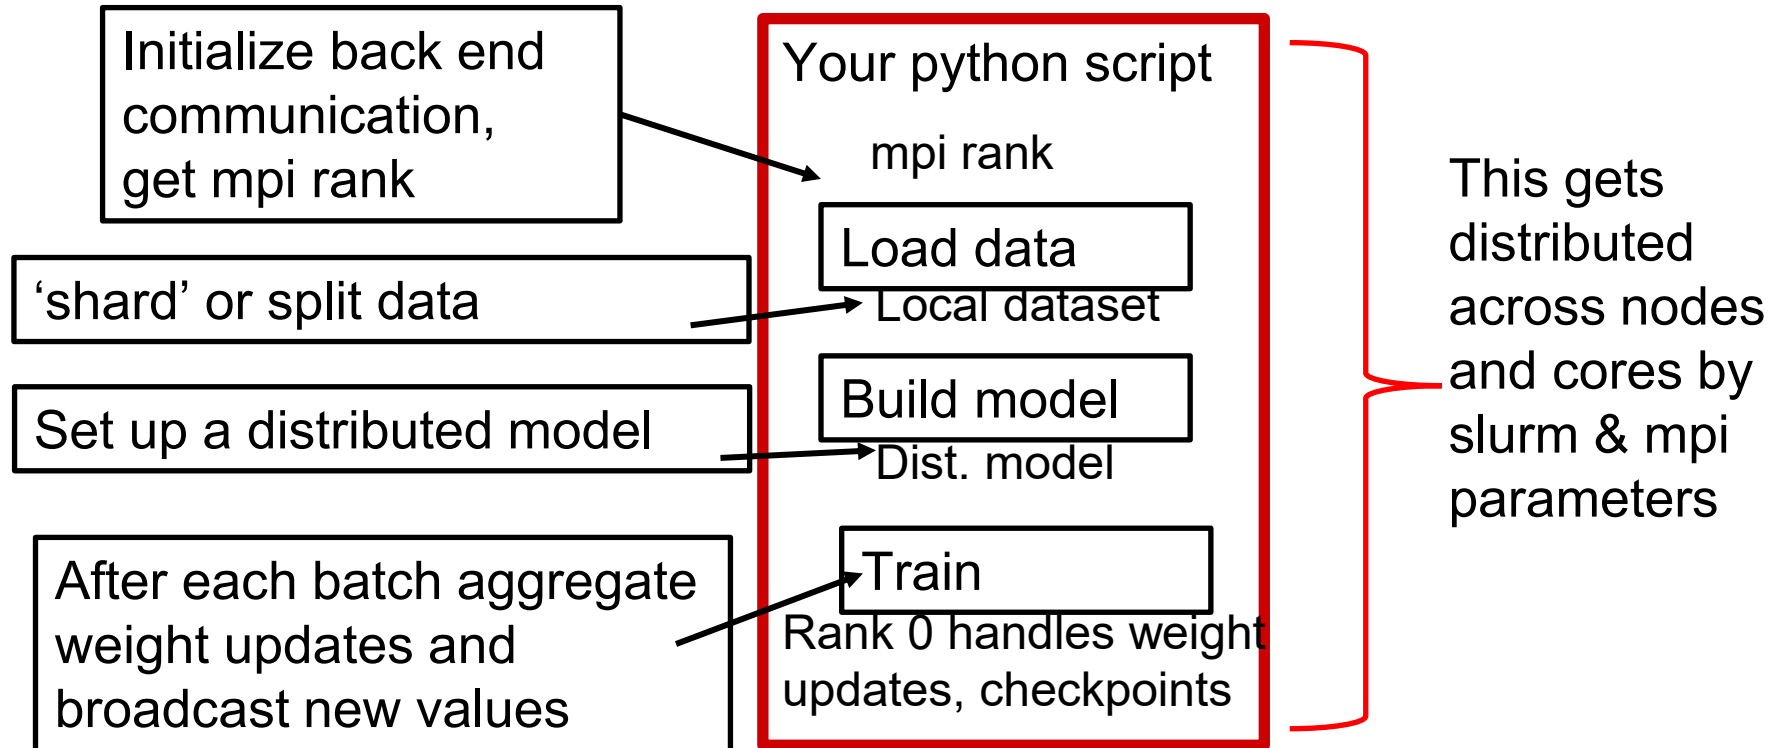 Initialize back end
communication,
get mpi rank
‘shard’ or split data
Set up a distributed model
After each batch aggregate
weight updates and
broadcast new values
Your python script
mpi rank
Load data
Local dataset
Build model
Dist. model
Train
Rank 0 handles weight
updates, checkpoints
This gets
distributed
across nodes
and cores by
slurm & mpi
parameters